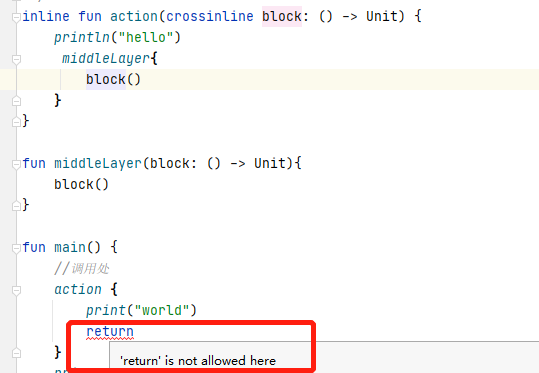 inline fun action(crossinline block: () -> Unit) {
println("hello")
middleLayer{
block()
}
}
fun middleLayer(block: () -> Unit){
block()
}
fun main() {
//调用处
action {
print("world")
return
}
'return' is not allowed here